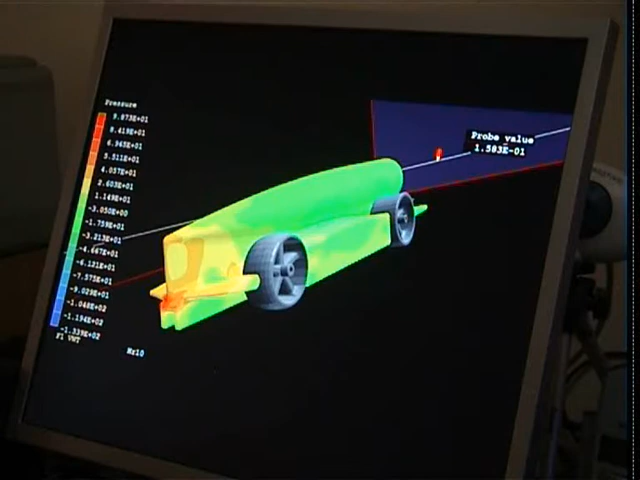 Pressure
9.873E+01
8.419E+01
6.965E+01
5.511E+01
4.057E+01
2.603E+01
1.149E+01
-3.050E+00
-1.759E+01
-3.213E+01
-4.667E+01
-6.121E+01
-7.575E+01
-9.029E+01
-1.048E+02
-1.194E+02
-1.339E+02
F1 VWT
Probe value
1.583E-01